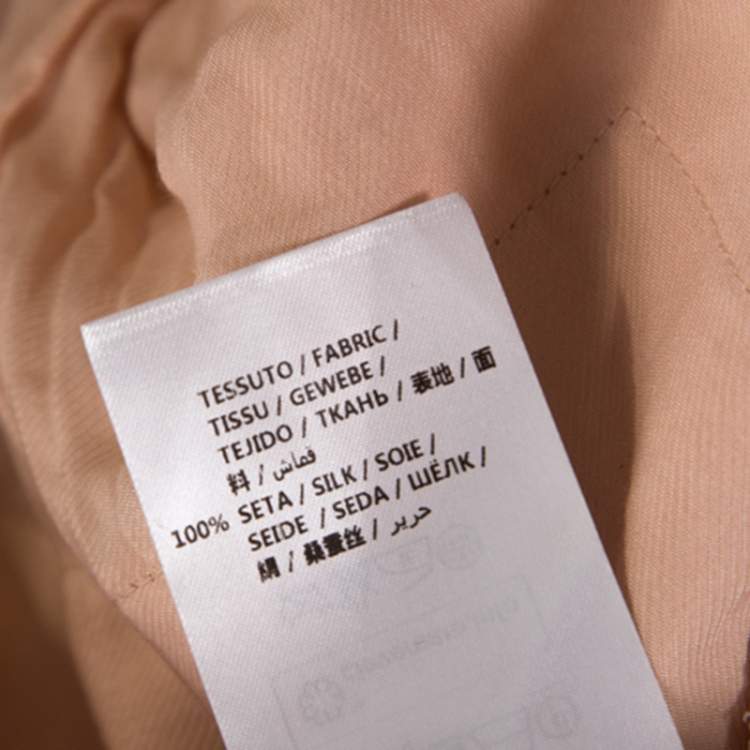 TESSUTO / FABRIC /
TISSU / GEWEBE /
TEJIDO / ТКАНЬ / 表地 / 面
料 / قماش
100% SETA / SILK / SOIE /
SEIDE / SEDA / ШЁЛК /
絹 / 桑蚕丝 / حرير